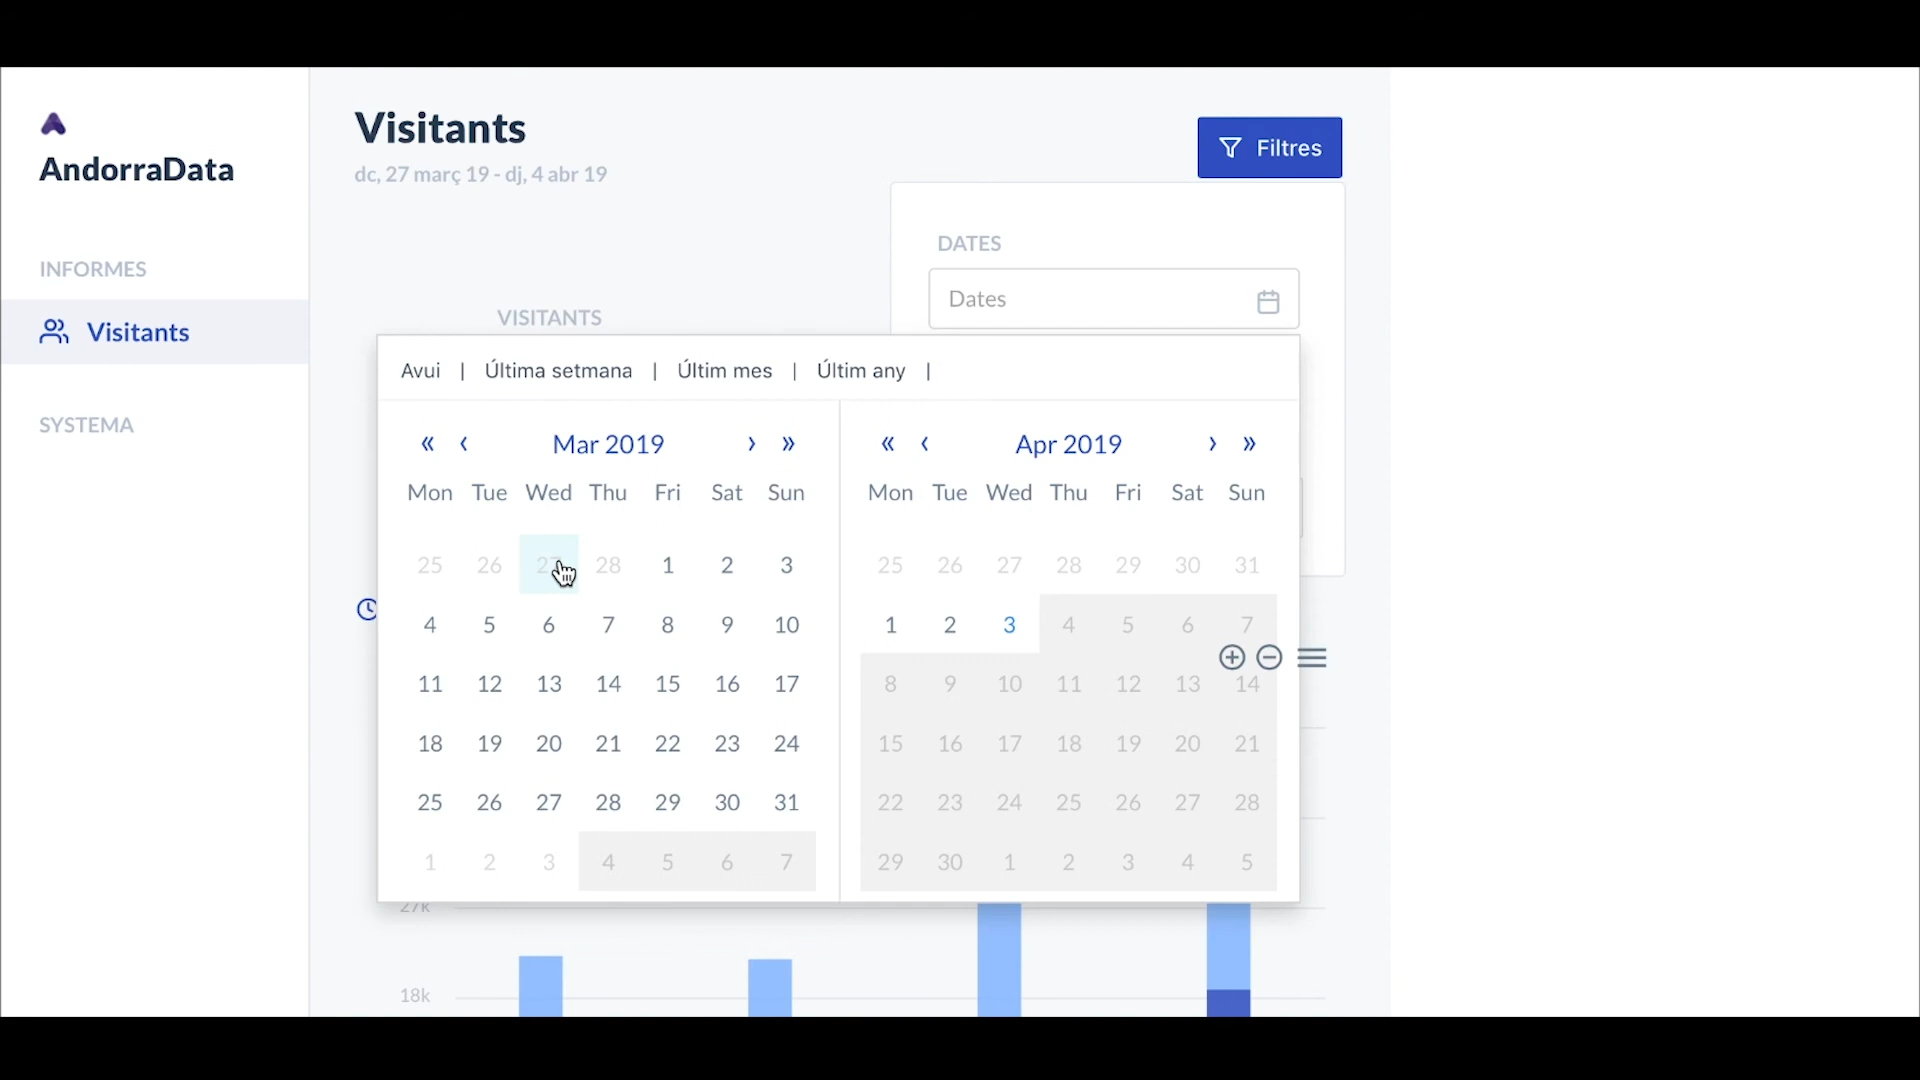 AndorraData
INFORMES
Visitants
SYSTEMA
Visitants
dc, 27 març 19 - dj, 4 abr 19
Filtres
DATES
Dates
VISITANTS
Avui | Última setmana | Últim mes | Últim any |
« ‹ Mar 2019 › »
Mon Tue Wed Thu Fri Sat Sun
25 26 27 28 1 2 3
4 5 6 7 8 9 10
11 12 13 14 15 16 17
18 19 20 21 22 23 24
25 26 27 28 29 30 31
1 2 3 4 5 6 7
« ‹ Apr 2019 › »
Mon Tue Wed Thu Fri Sat Sun
25 26 27 28 29 30 31
1 2 3 4 5 6 7
8 9 10 11 12 13 14
15 16 17 18 19 20 21
22 23 24 25 26 27 28
29 30 1 2 3 4 5
27k
18k